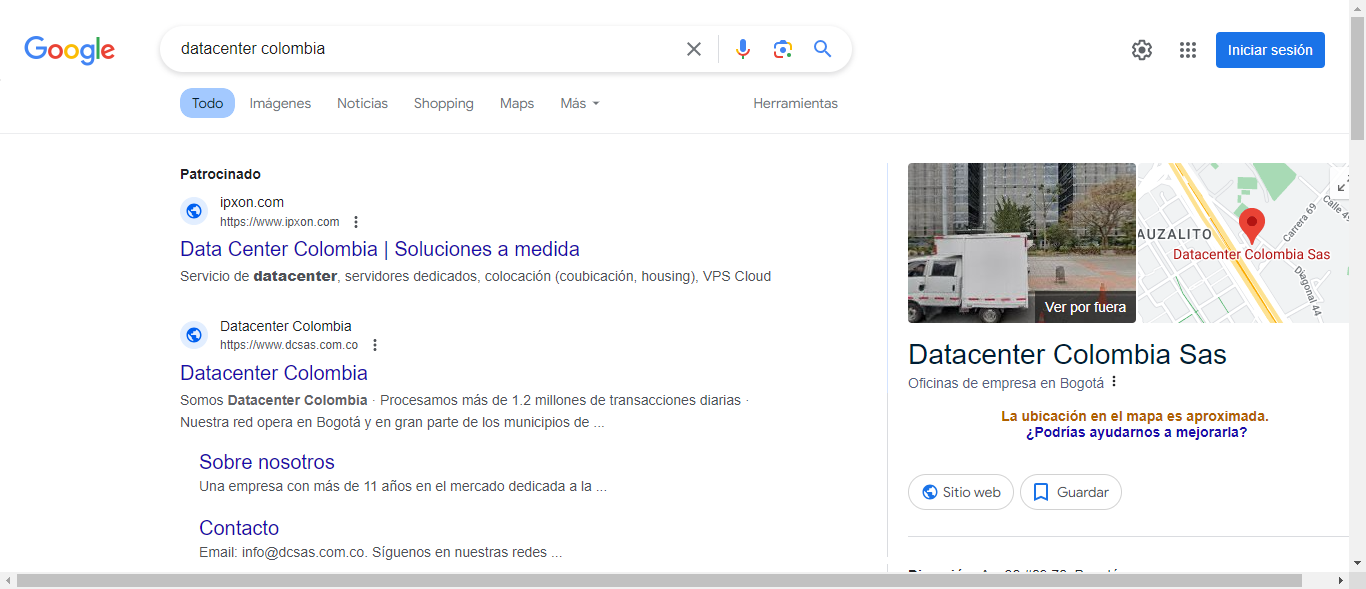 Google
datacenter colombia
Iniciar sesión
Todo
Imágenes
Noticias
Shopping
Maps
Más
Herramientas
Patrocinado
ipxon.com
https://www.ipxon.com
Data Center Colombia | Soluciones a medida
Servicio de datacenter, servidores dedicados, colocación (coubicación, housing), VPS Cloud
Datacenter Colombia
https://www.dcsas.com.co
Datacenter Colombia
Somos Datacenter Colombia · Procesamos más de 1.2 millones de transacciones diarias ·
Nuestra red opera en Bogotá y en gran parte de los municipios de ...
Sobre nosotros
Una empresa con más de 11 años en el mercado dedicada a la ...
Contacto
Email: info@dcsas.com.co. Síguenos en nuestras redes ...
Ver por fuera
AUZALITO
Carrera 69
Calle 4
Datacenter Colombia Sas
Diagonal 44
Datacenter Colombia Sas
Oficinas de empresa en Bogotá
La ubicación en el mapa es aproximada.
¿Podrías ayudarnos a mejorarla?
Sitio web
Guardar